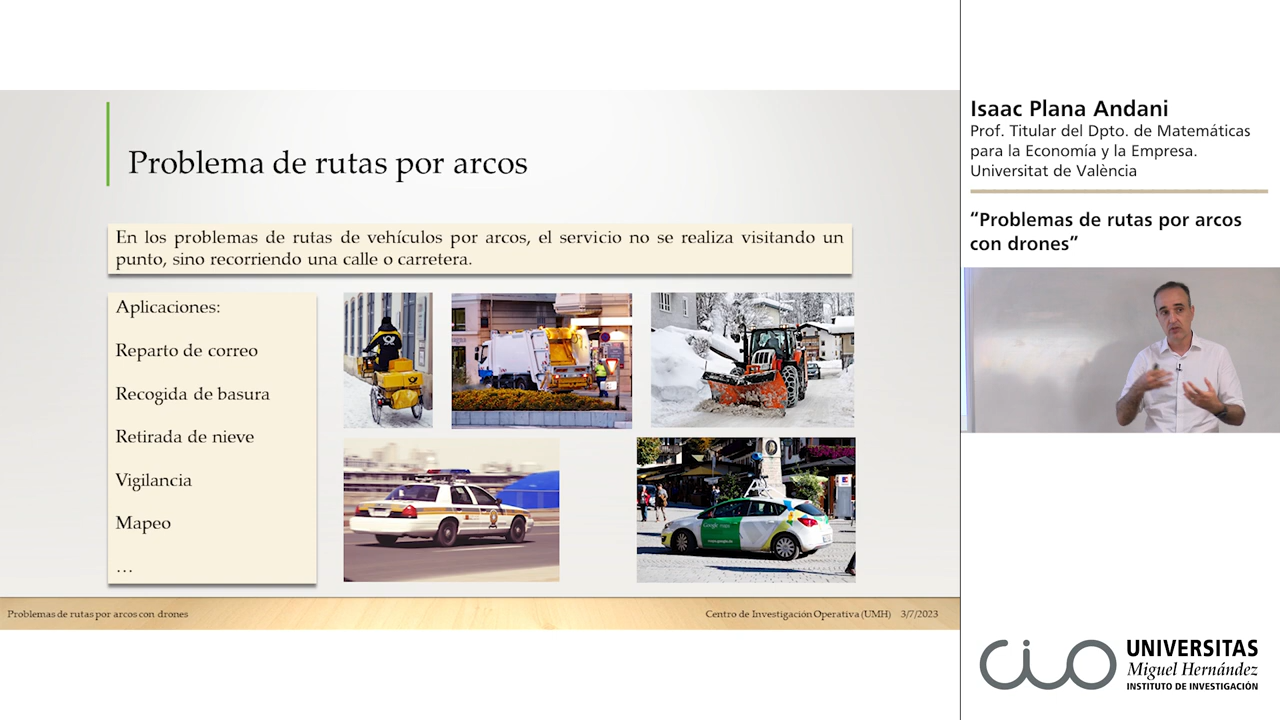 Problema de rutas por arcos
En los problemas de rutas de vehículos por arcos, el servicio no se realiza visitando un
punto, sino recorriendo una calle o carretera.
Aplicaciones:
Reparto de correo
Recogida de basura
Retirada de nieve
Vigilancia
Mapeo
...
Google
Problemas de rutas por arcos con drones
Centro de Investigación Operativa (UMH) 3/7/2023
Isaac Plana Andani
Prof. Titular del Dpto. de Matemáticas
para la Economía y la Empresa.
Universitat de València
“Problemas de rutas por arcos
con drones”
cio
UNIVERSITAS
Miguel Hernández
INSTITUTO DE INVESTIGACIÓN